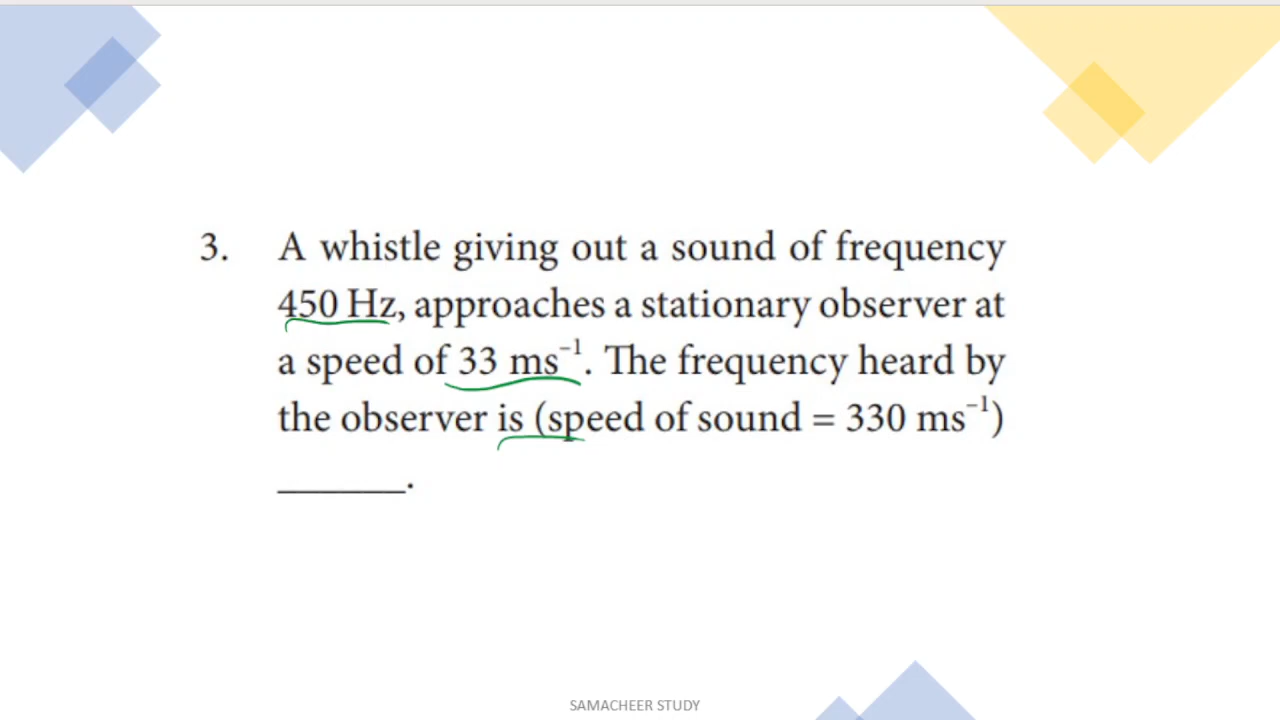 3. A whistle giving out a sound of frequency
450 Hz, approaches a stationary observer at
a speed of 33 ms⁻¹. The frequency heard by
the observer is (speed of sound = 330 ms⁻¹)
______.
SAMACHEER STUDY